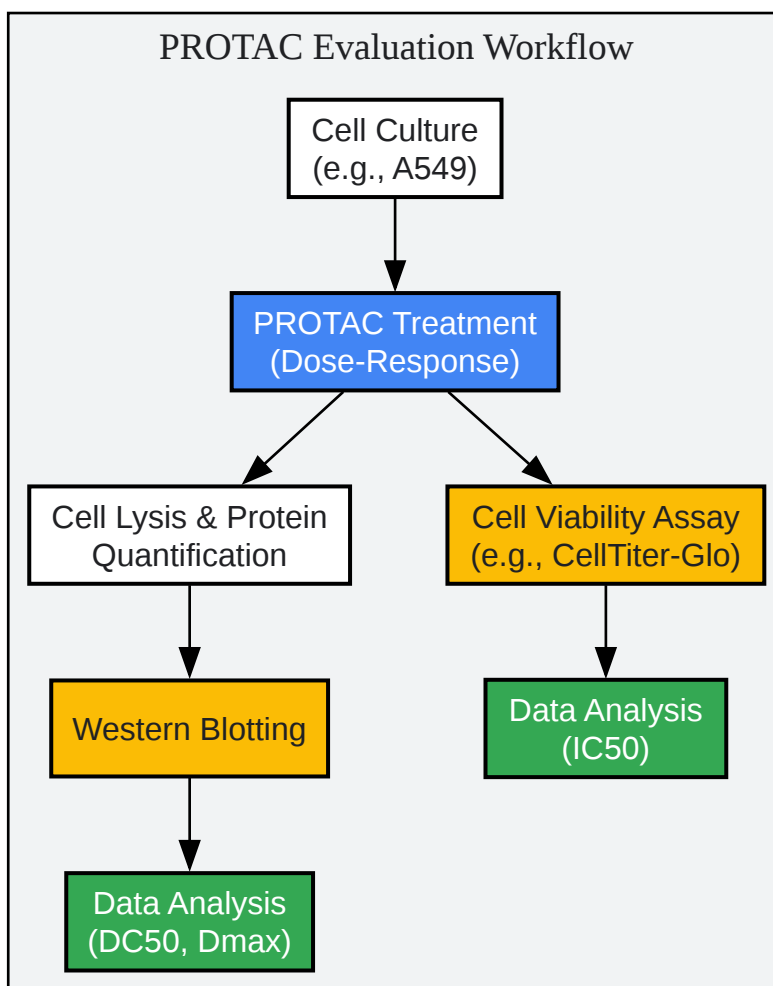 PROTAC Evaluation Workflow
Cell Culture
(e.g., A549)
PROTAC Treatment
(Dose-Response)
Cell Lysis & Protein
Quantification
Cell Viability Assay
(e.g., CellTiter-Glo)
Western Blotting
Data Analysis
(IC50)
Data Analysis
(DC50, Dmax)